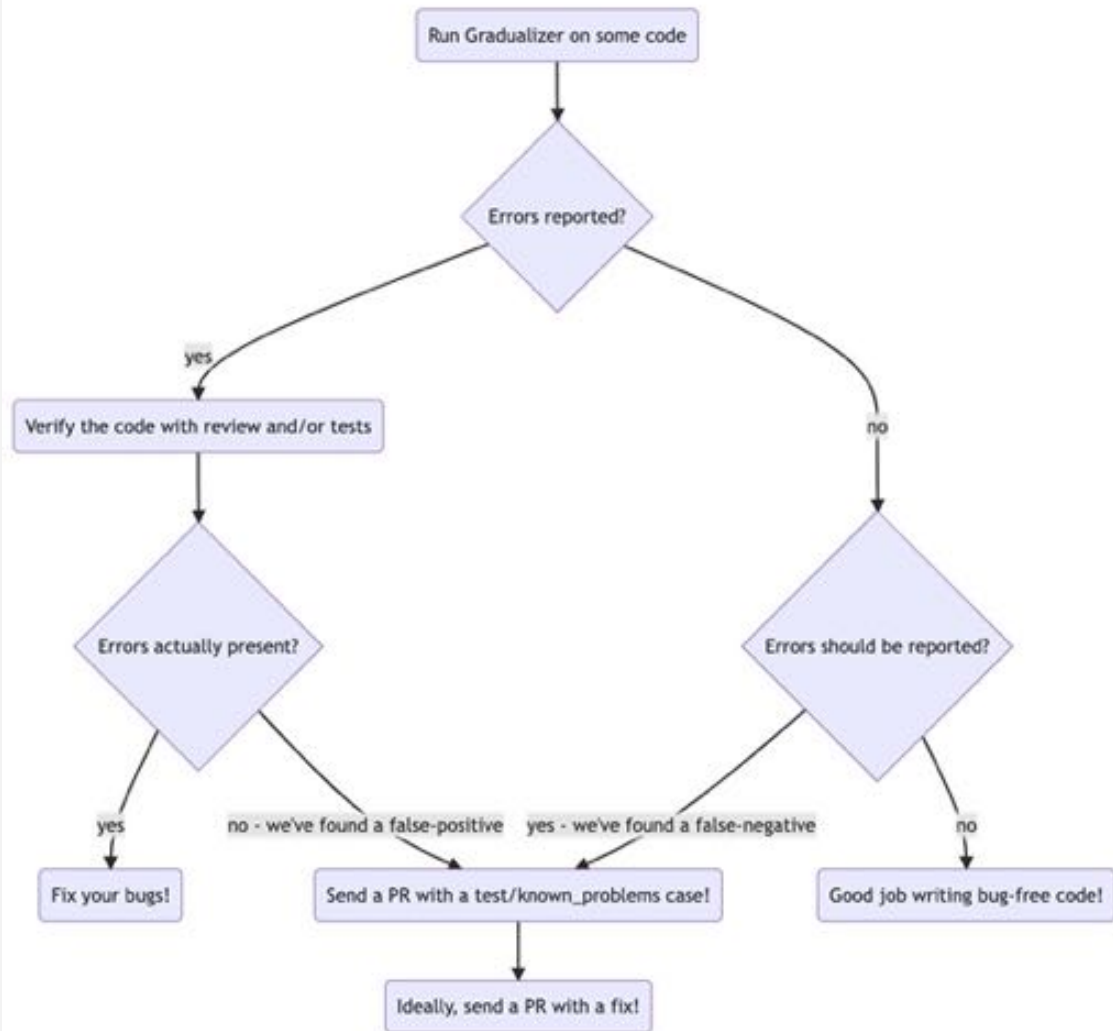 Run Gradualizer on some code
Errors reported?
yes
Verify the code with review and/or tests
no
Errors actually present?
Errors should be reported?
yes
no - we've found a false-positive
yes - we've found a false-negative
no
Fix your bugs!
Send a PR with a test/known_problems case!
Good job writing bug-free code!
Ideally, send a PR with a fix!